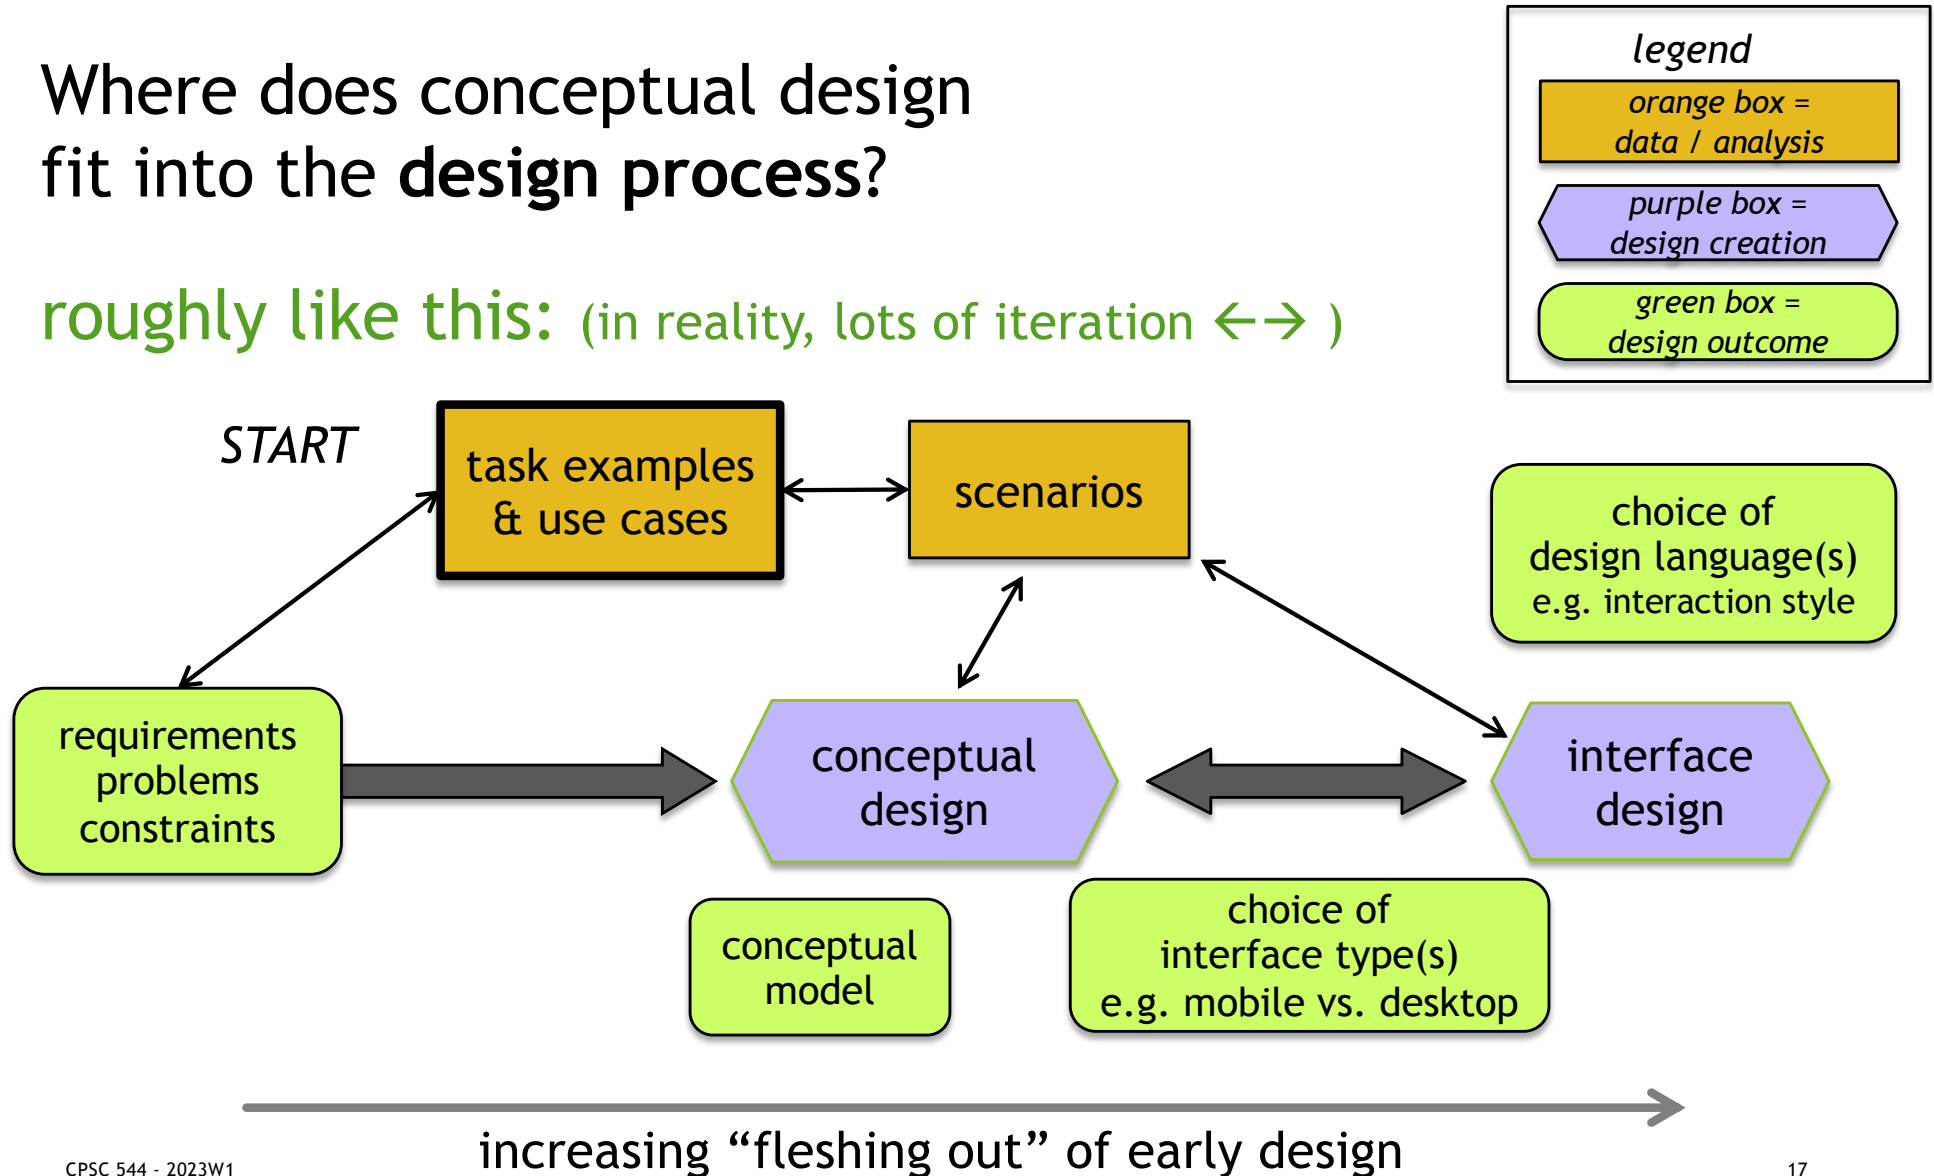 Where does conceptual design
fit into the design process?
roughly like this: (in reality, lots of iteration ←→ )
legend
orange box =
data / analysis
purple box =
design creation
green box =
design outcome
START
task examples
& use cases
scenarios
choice of
design language(s)
e.g. interaction style
requirements
problems
constraints
conceptual
design
interface
design
conceptual
model
choice of
interface type(s)
e.g. mobile vs. desktop
increasing “fleshing out” of early design
CPSC 544 - 2023W1
17